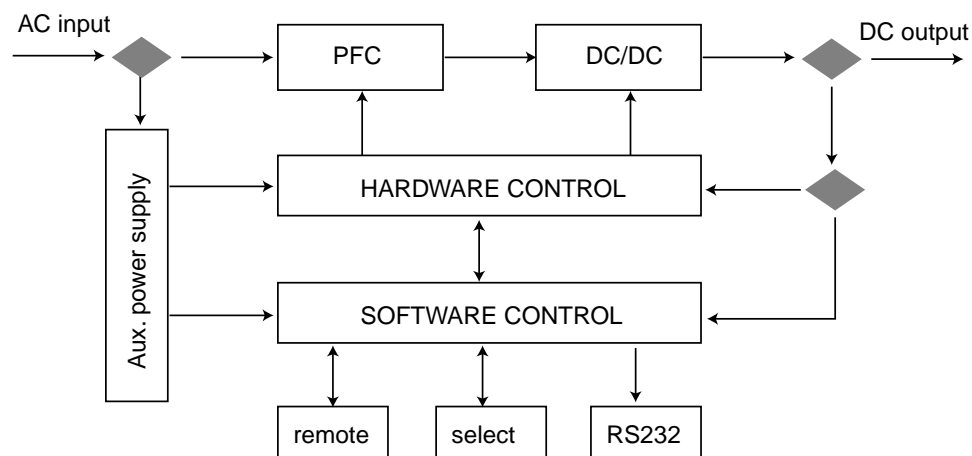 AC input
DC output
PFC
DC/DC
HARDWARE CONTROL
Aux. power supply
SOFTWARE CONTROL
remote
select
RS232